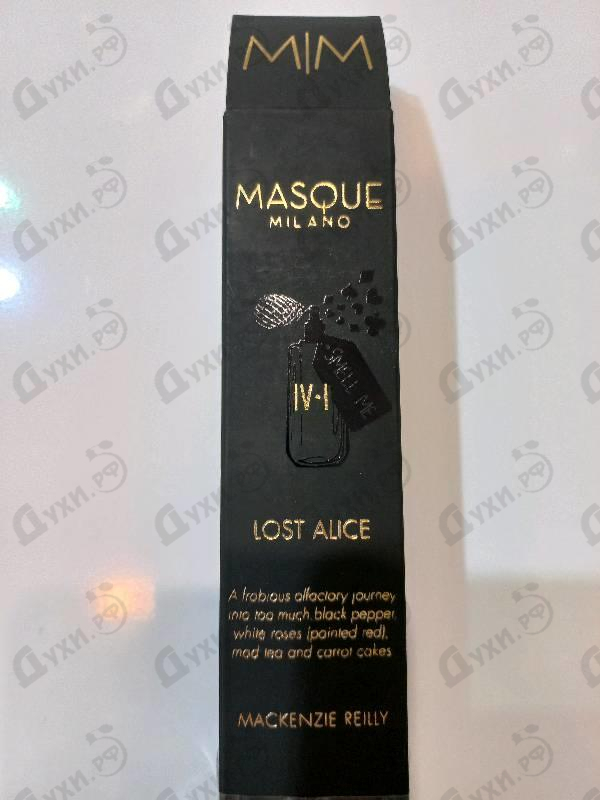 M|M
MASQUE
MILANO
SMELL ME
IV·I
LOST ALICE
A frabjous olfactory journey
into too much black pepper,
white roses (painted red),
mad tea and carrot cakes
MACKENZIE REILLY
Духи.рф